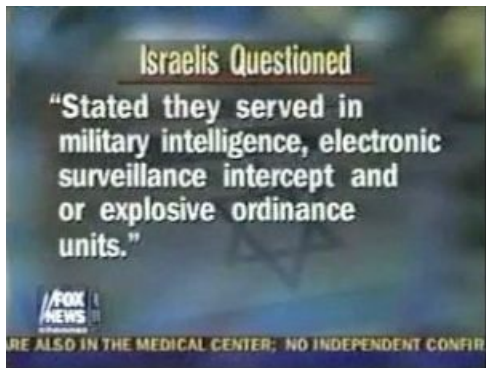 Israelis Questioned
“Stated they served in
military intelligence, electronic
surveillance intercept and
or explosive ordinance
units.”
FOX
NEWS
ARE ALSO IN THE MEDICAL CENTER; NO INDEPENDENT CONFIR